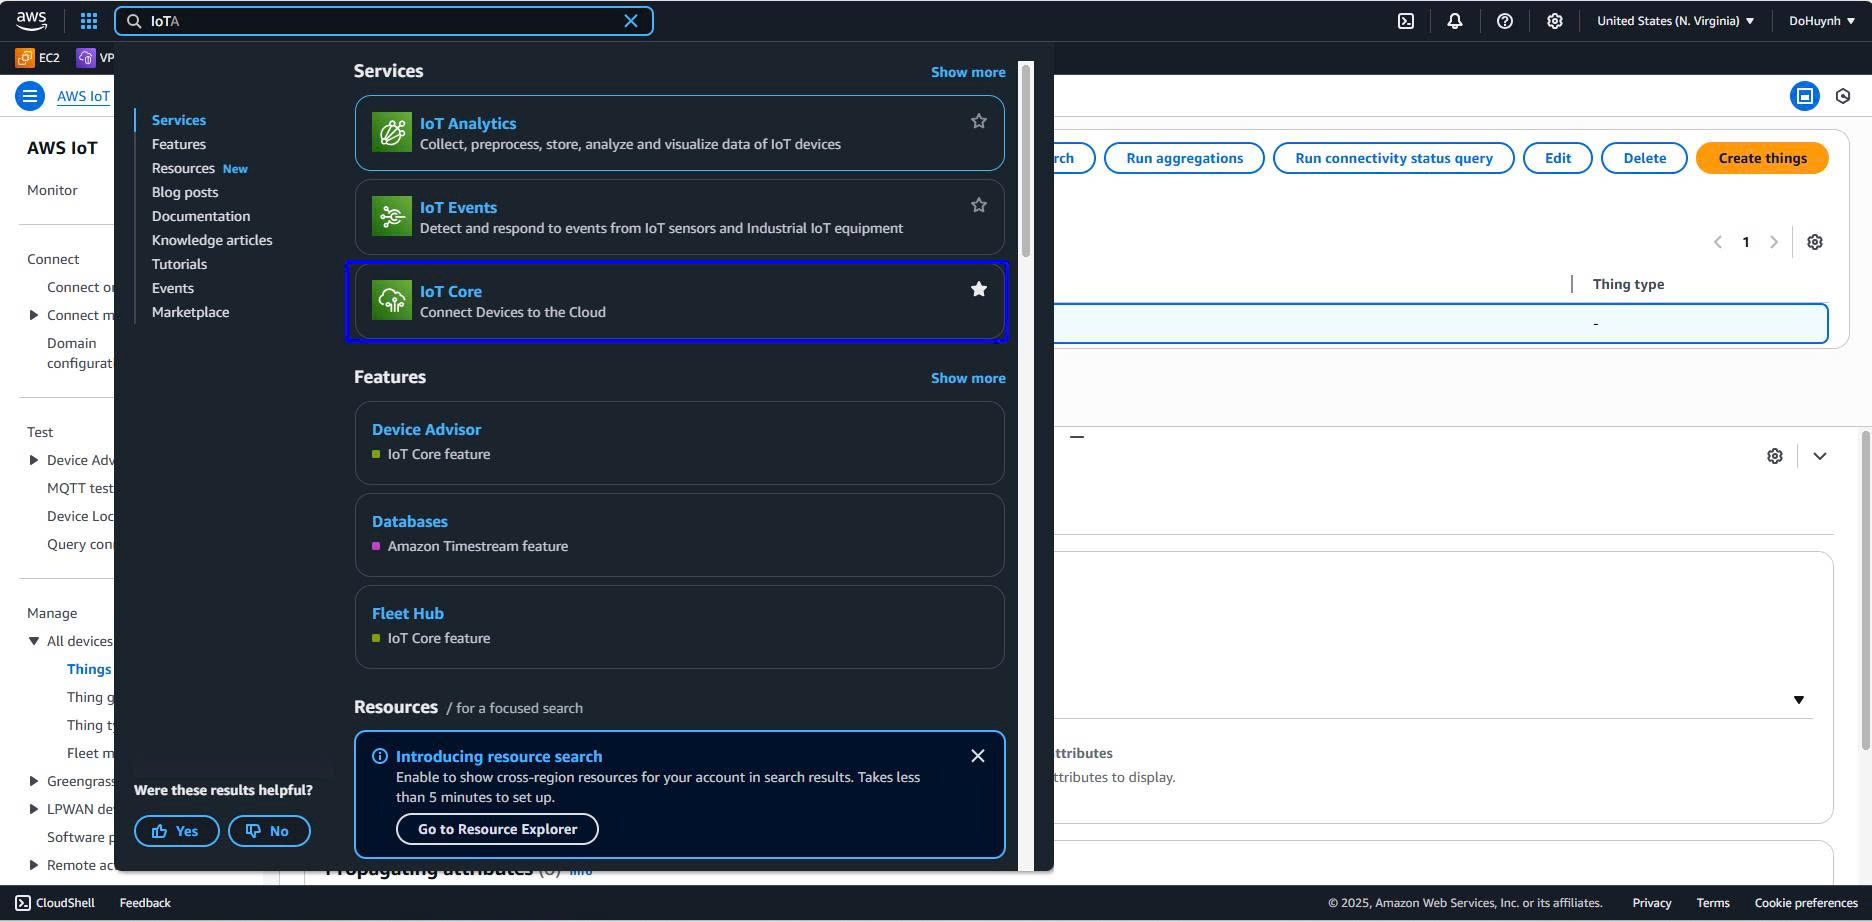 aws
IoTA
United States (N. Virginia)
DoHuynh
EC2
VP
AWS IoT
AWS IoT
Monitor
Connect
Connect
Connect m
Domain
configurati
Test
Device Adv
MQTT test
Device Loc
Query con
Manage
All devices
Things
Thing g
Thing ty
Fleet m
Greengrass
LPWAN de
Software p
Remote ac
Services
Features
Resources New
Blog posts
Documentation
Knowledge articles
Tutorials
Events
Marketplace
Were these results helpful?
Yes No
Services Show more
IoT Analytics
Collect, preprocess, store, analyze and visualize data of IoT devices
IoT Events
Detect and respond to events from IoT sensors and Industrial IoT equipment
IoT Core
Connect Devices to the Cloud
Features Show more
Device Advisor
IoT Core feature
Databases
Amazon Timestream feature
Fleet Hub
IoT Core feature
Resources / for a focused search
Introducing resource search
Enable to show cross-region resources for your account in search results. Takes less
than 5 minutes to set up.
Go to Resource Explorer
rch Run aggregations Run connectivity status query Edit Delete Create things
1
Thing type
-
ttributes
ttributes to display.
Propagating attributes (0) Info
CloudShell Feedback
© 2025, Amazon Web Services, Inc. or its affiliates. Privacy Terms Cookie preferences